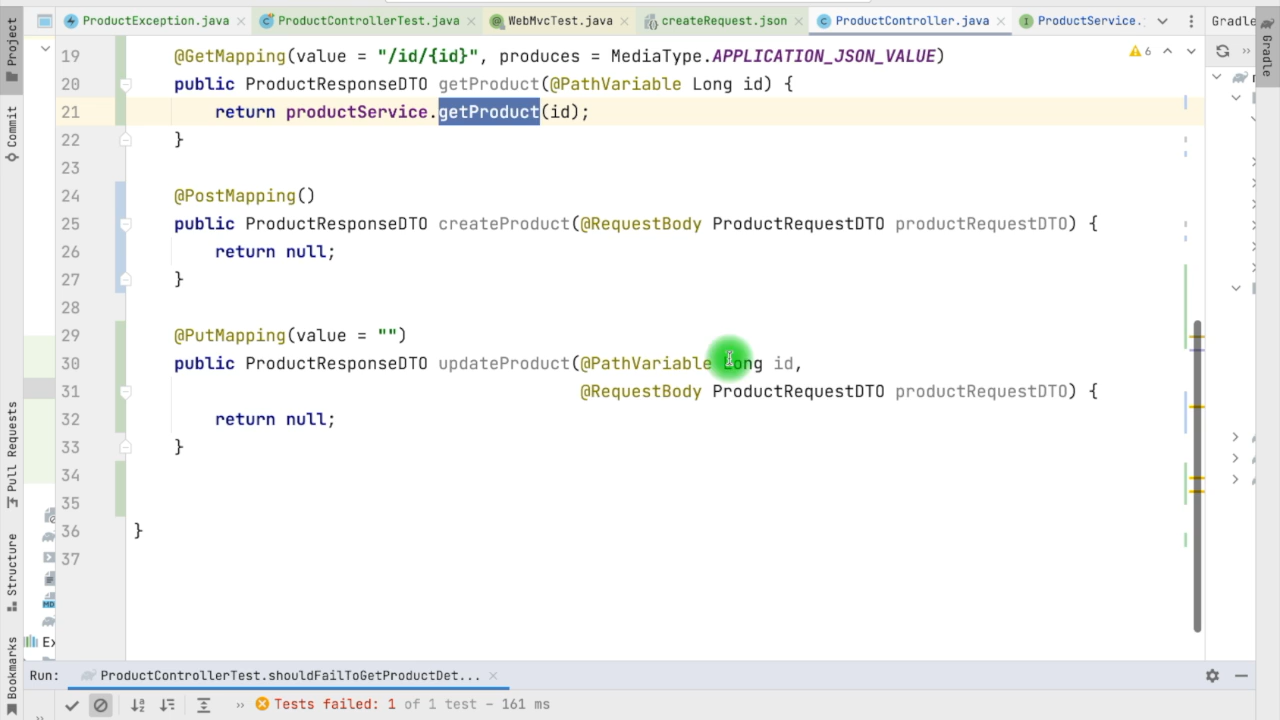 ProductException.java
ProductControllerTest.java
WebMvcTest.java
createRequest.json
ProductController.java
ProductService.
Gradle
Project
Commit
Pull Requests
Structure
Bookmarks
Gradle
6
19 @GetMapping(value = "/id/{id}", produces = MediaType.APPLICATION_JSON_VALUE)
20 public ProductResponseDTO getProduct(@PathVariable Long id) {
21 return productService.getProduct(id);
22 }
23
24 @PostMapping()
25 public ProductResponseDTO createProduct(@RequestBody ProductRequestDTO productRequestDTO) {
26 return null;
27 }
28
29 @PutMapping(value = "")
30 public ProductResponseDTO updateProduct(@PathVariable Long id,
31 @RequestBody ProductRequestDTO productRequestDTO) {
32 return null;
33 }
34
35
36 }
37
MD
Ex
Run: ProductControllerTest.shouldFailToGetProductDet...
Tests failed: 1 of 1 test – 161 ms